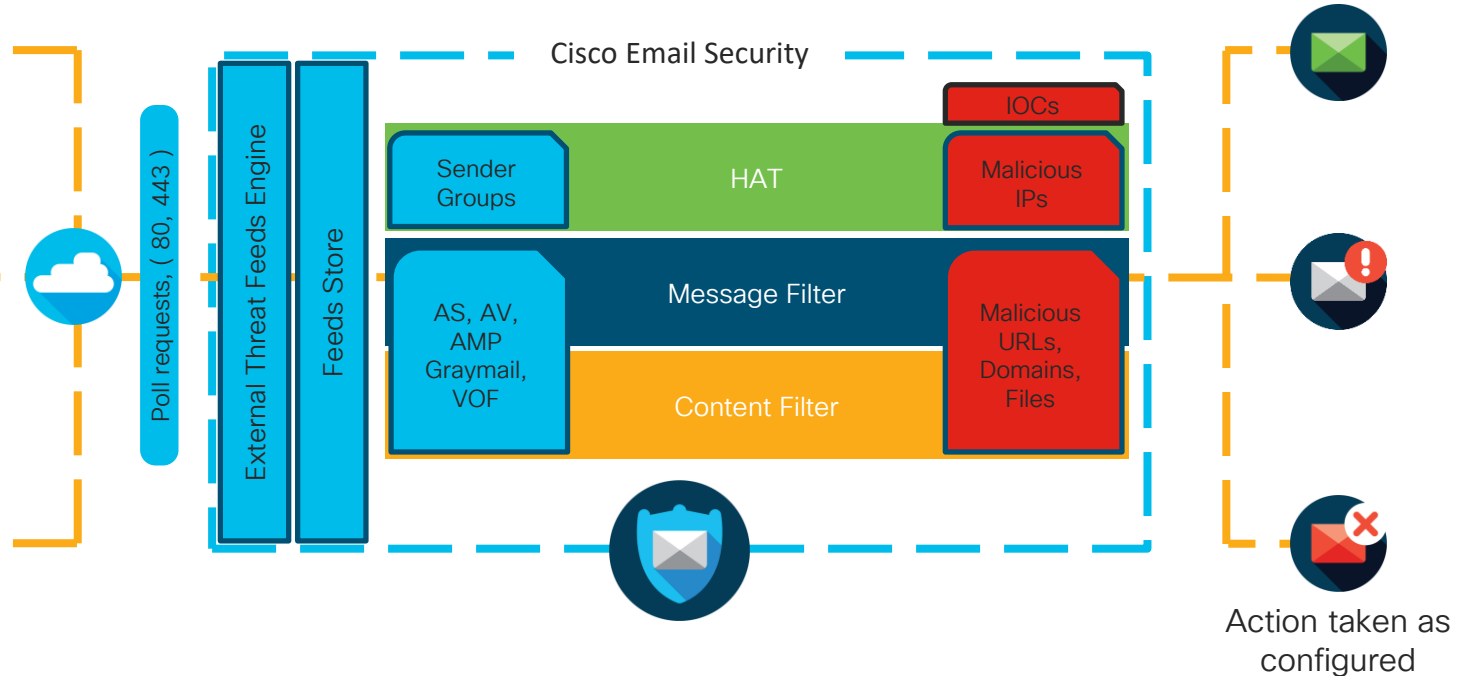 Cisco Email Security
Poll requests, ( 80, 443 )
External Threat Feeds Engine
Feeds Store
Sender
Groups
HAT
IOCs
Malicious
IPs
AS, AV,
AMP
Graymail,
VOF
Message Filter
Content Filter
Malicious
URLs,
Domains,
Files
Action taken as
configured